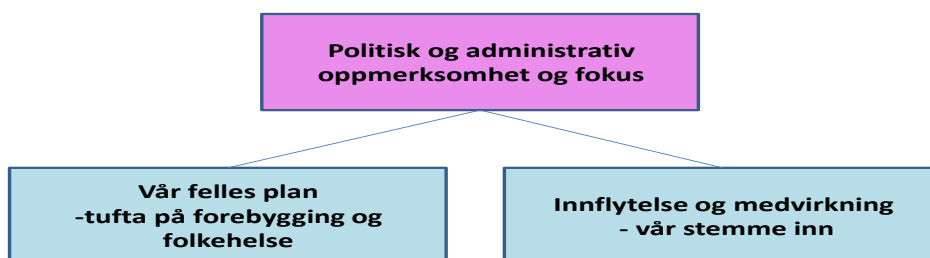 Politisk og administrativ
oppmerksomhet og fokus
Vår felles plan
-tufta på forebygging og
folkehelse
Innflytelse og medvirkning
- vår stemme inn